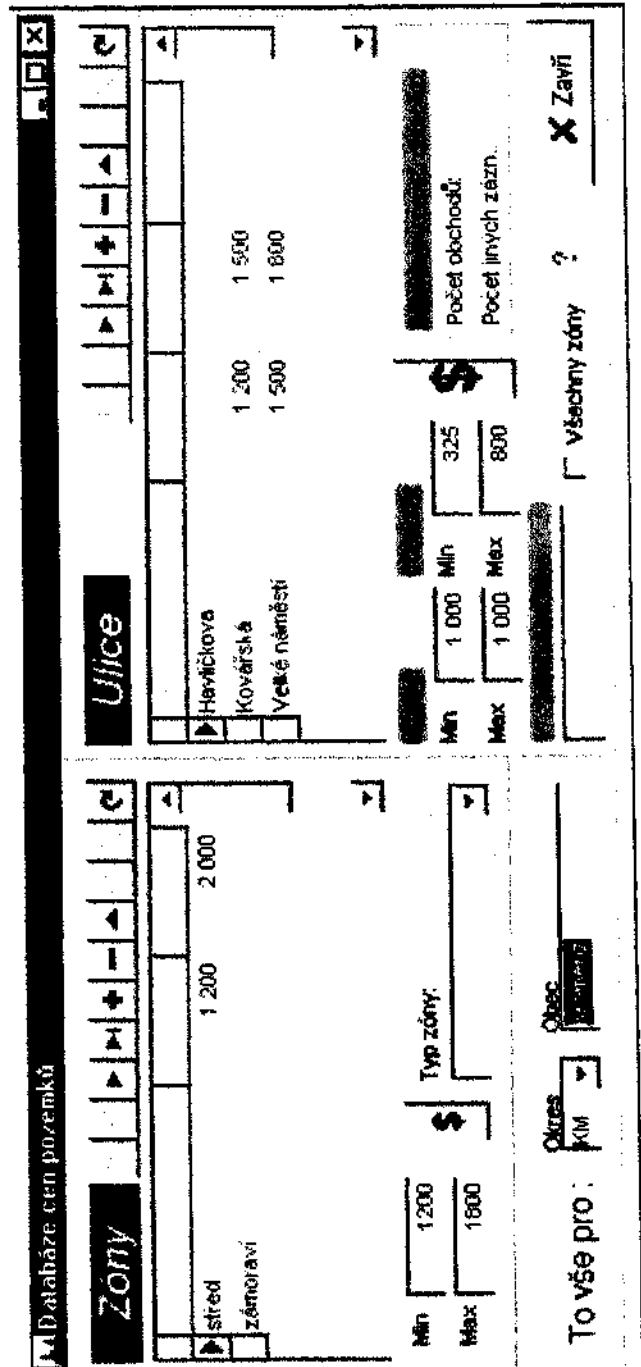 Databáze cen pozemků
Zóny
střed 1 200 2 000
zámoraví
Min 1200
Max 1800
$
Typ zóny:
Ulice
Havlíčkova
Kovářská 1 200 1 500
Velké náměstí 1 500 1 800
Min 1 000 Min 325
Max 1 000 Max 800
$
Počet obchodů:
Počet jiných zázn.
To vše pro :
Okres
KM
Obec
Všechny zóny ?
Zavři